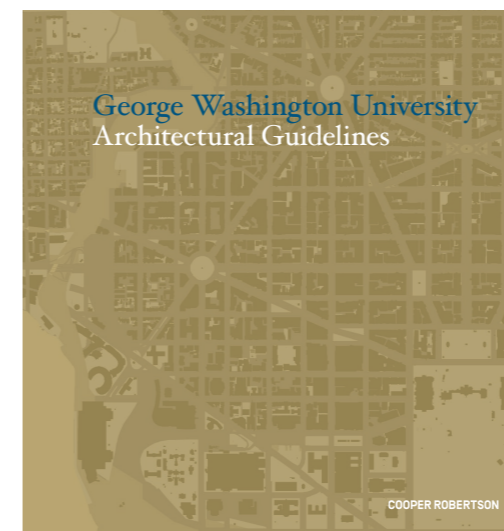 George Washington University
Architectural Guidelines
COOPER ROBERTSON